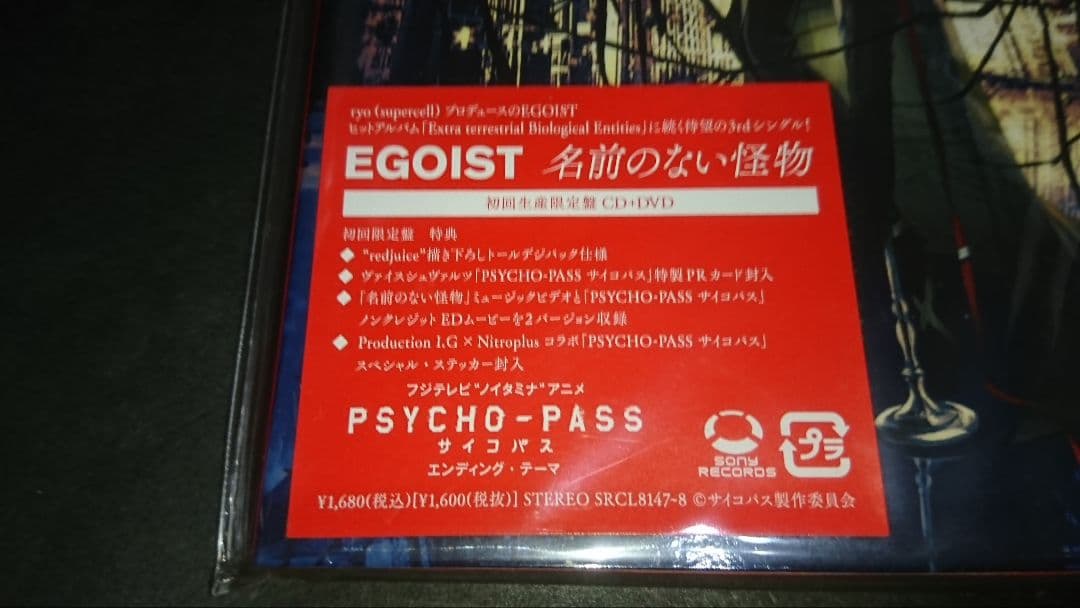 ryo (supercell) プロデュースのEGOIST
ヒットアルバム「Extra terrestrial Biological Entities」に続く待望の3rdシングル!
EGOIST 名前のない怪物
初回生産限定盤 CD+DVD
初回限定盤 特典
◆ "redjuice"描き下ろしトールデジパック仕様
◆ ヴァイスシュヴァルツ「PSYCHO-PASS サイコパス」特製PRカード封入
◆ 「名前のない怪物」ミュージックビデオと「PSYCHO-PASS サイコパス」
ノンクレジットEDムービーを2バージョン収録
◆ Production I.G × Nitroplus コラボ「PSYCHO-PASS サイコパス」
スペシャル・ステッカー封入
フジテレビ"ノイタミナ"アニメ
PSYCHO-PASS
サイコパス
エンディング・テーマ
SONY RECORDS
プラ
¥1,680(税込)[¥1,600(税抜)] STEREO SRCL8147~8 ©サイコパス製作委員会